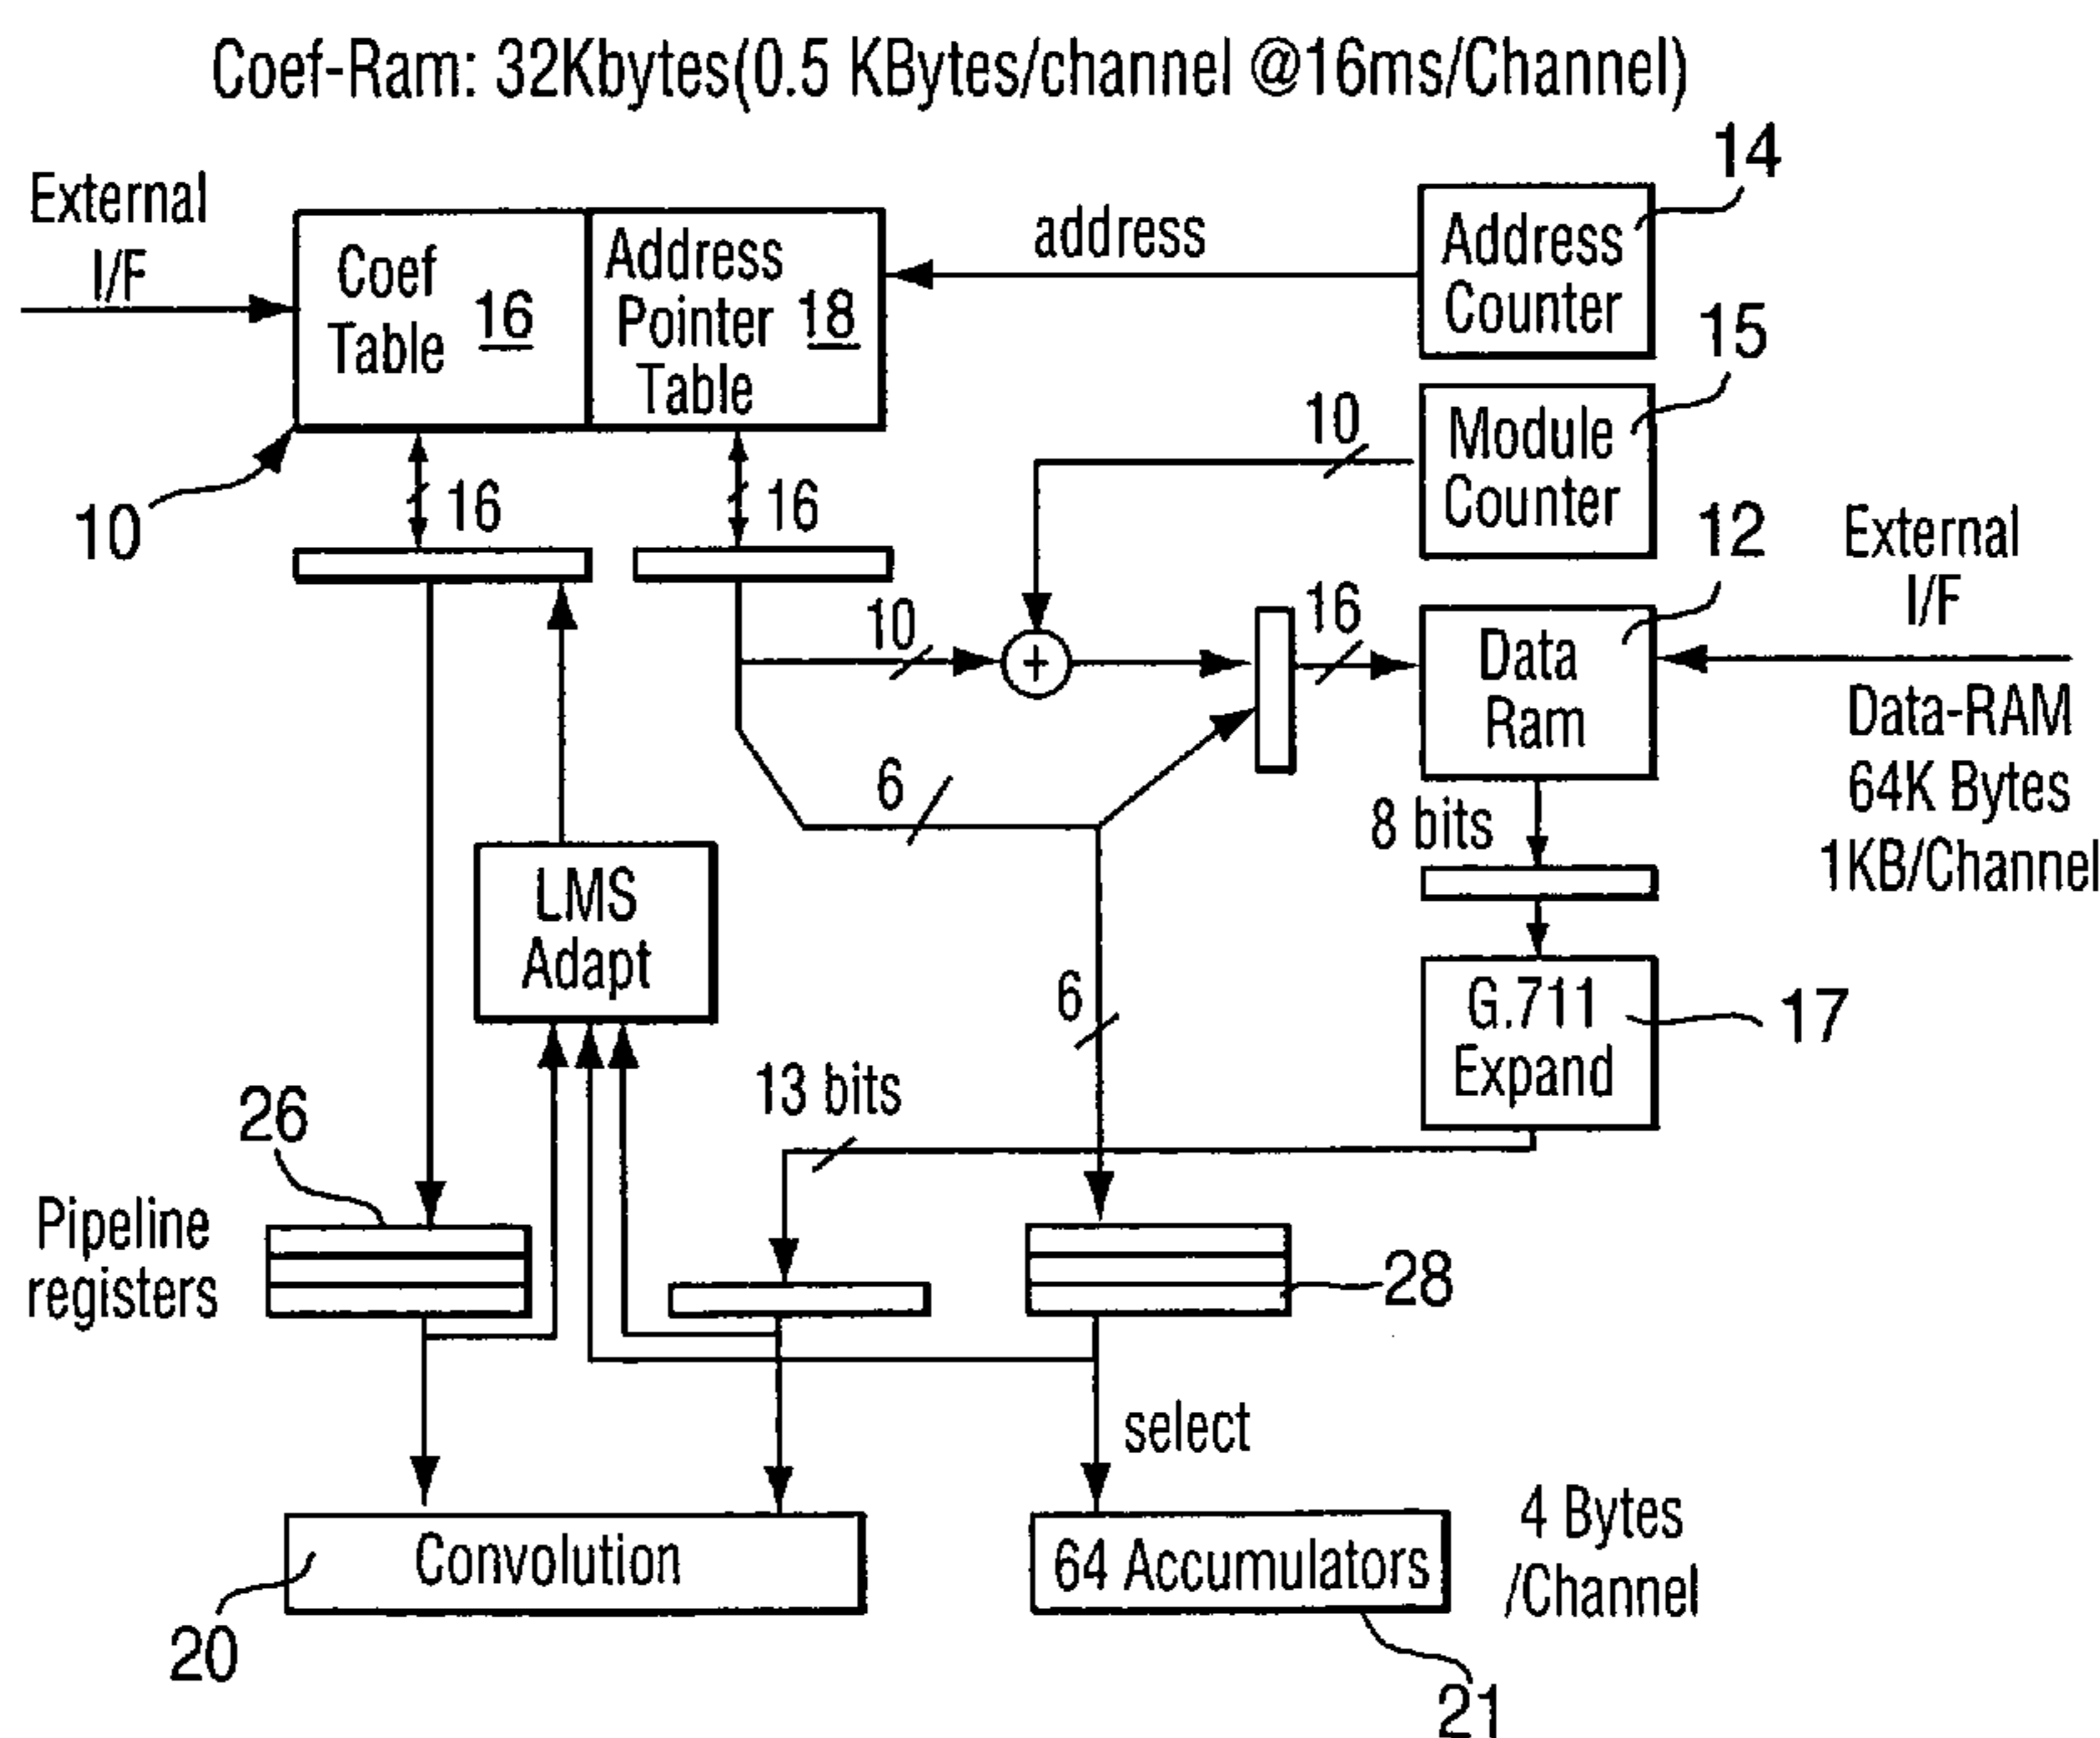 Coef-Ram: 32Kbytes(0.5 KBytes/channel @16ms/Channel)
14
External
I/F
Coef
Table 16
Address
Pointer 18
Table
address
Address
Counter
15
10
Module
Counter
10
16
16
12
External
I/F
10
16
Data
Ram
Data-RAM
64K Bytes
1KB/Channel
6
8 bits
LMS
Adapt
6
G.711
Expand
17
13 bits
26
Pipeline
registers
28
select
Convolution
64 Accumulators
4 Bytes
/Channel
20
21
+